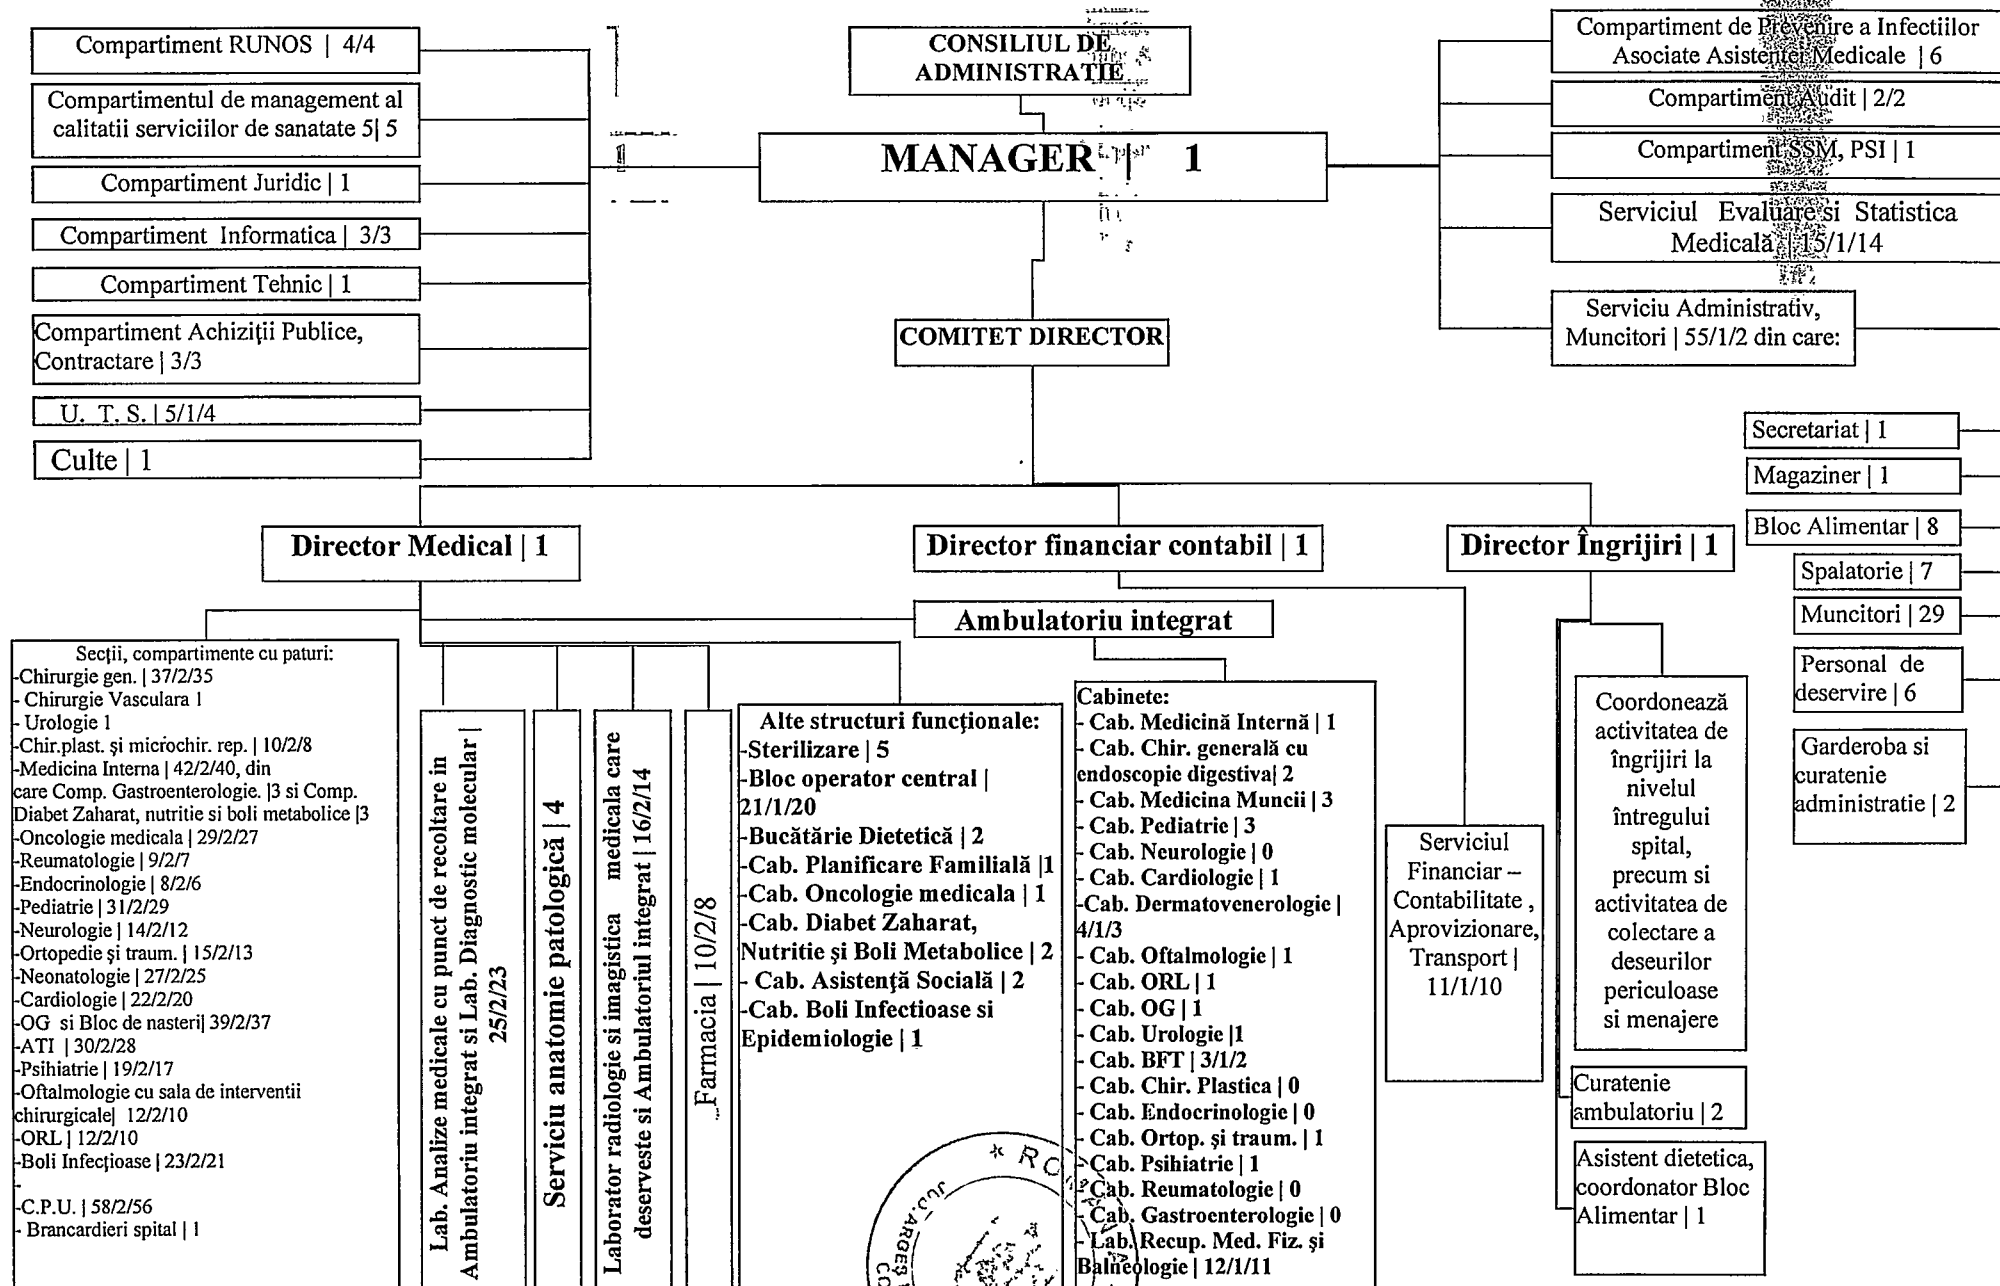 Compartiment RUNOS | 4/4
Compartimentul de management al
calitatii serviciilor de sanatate 5| 5
Compartiment Juridic | 1
Compartiment Informatica | 3/3
Compartiment Tehnic | 1
Compartiment Achiziţii Publice,
Contractare | 3/3
U. T. S. | 5/1/4
Culte | 1
CONSILIUL DE
ADMINISTRATIE
MANAGER | 1
COMITET DIRECTOR
Compartiment de Prevenire a Infectiilor
Asociate Asistentei Medicale | 6
Compartiment Audit | 2/2
Compartiment SSM, PSI | 1
Serviciul Evaluare si Statistica
Medicală | 15/1/14
Serviciu Administrativ,
Muncitori | 55/1/2 din care:
Secretariat | 1
Magaziner | 1
Bloc Alimentar | 8
Spalatorie | 7
Muncitori | 29
Personal de
deservire | 6
Garderoba si
curatenie
administratie | 2
Director Medical | 1
Director financiar contabil | 1
Director Îngrijiri | 1
Ambulatoriu integrat
Secţii, compartimente cu paturi:
-Chirurgie gen. | 37/2/35
- Chirurgie Vasculara 1
- Urologie 1
-Chir.plast. şi microchir. rep. | 10/2/8
-Medicina Interna | 42/2/40, din
care Comp. Gastroenterologie. |3 si Comp.
Diabet Zaharat, nutritie si boli metabolice |3
-Oncologie medicala | 29/2/27
-Reumatologie | 9/2/7
-Endocrinologie | 8/2/6
-Pediatrie | 31/2/29
-Neurologie | 14/2/12
-Ortopedie şi traum. | 15/2/13
-Neonatologie | 27/2/25
-Cardiologie | 22/2/20
-OG si Bloc de nasteri| 39/2/37
-ATI | 30/2/28
-Psihiatrie | 19/2/17
-Oftalmologie cu sala de interventii
chirurgicale| 12/2/10
-ORL | 12/2/10
-Boli Infecţioase | 23/2/21
-
-C.P.U. | 58/2/56
- Brancardieri spital | 1
Lab. Analize medicale cu punct de recoltare in
Ambulatoriu integrat si Lab. Diagnostic molecular |
25/2/23
Serviciu anatomie patologică | 4
Laborator radiologie si imagistica medicala care
deserveste si Ambulatoriul integrat | 16/2/14
Farmacia | 10/2/8
Alte structuri funcţionale:
-Sterilizare | 5
-Bloc operator central |
21/1/20
-Bucătărie Dietetică | 2
-Cab. Planificare Familială |1
-Cab. Oncologie medicala | 1
-Cab. Diabet Zaharat,
Nutritie şi Boli Metabolice | 2
- Cab. Asistenţă Socială | 2
-Cab. Boli Infectioase si
Epidemiologie | 1
Cabinete:
- Cab. Medicină Internă | 1
- Cab. Chir. generală cu
endoscopie digestiva| 2
- Cab. Medicina Muncii | 3
- Cab. Pediatrie | 3
- Cab. Neurologie | 0
- Cab. Cardiologie | 1
-Cab. Dermatovenerologie |
4/1/3
- Cab. Oftalmologie | 1
- Cab. ORL | 1
- Cab. OG | 1
- Cab. Urologie |1
- Cab. BFT | 3/1/2
- Cab. Chir. Plastica | 0
- Cab. Endocrinologie | 0
- Cab. Ortop. şi traum. | 1
- Cab. Psihiatrie | 1
- Cab. Reumatologie | 0
- Cab. Gastroenterologie | 0
- Lab. Recup. Med. Fiz. şi
Balneologie | 12/1/11
Serviciul
Financiar –
Contabilitate ,
Aprovizionare,
Transport |
11/1/10
Coordonează
activitatea de
îngrijiri la
nivelul
întregului
spital,
precum si
activitatea de
colectare a
deseurilor
periculoase
si menajere
Curatenie
ambulatoriu | 2
Asistent dietetica,
coordonator Bloc
Alimentar | 1
JUD. ARGEŞ